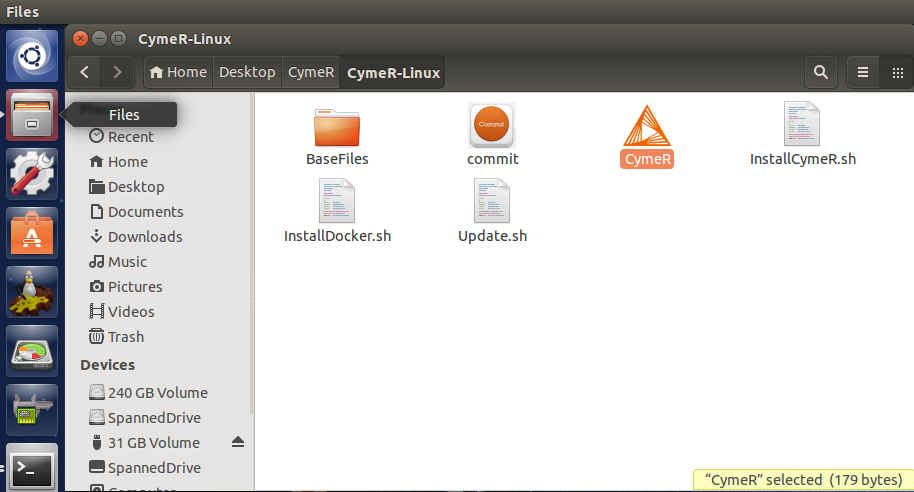 Files
CymeR-Linux
Home
Desktop
CymeR
CymeR-Linux
Files
Recent
Home
Desktop
Documents
Downloads
Music
Pictures
Videos
Trash
Devices
240 GB Volume
SpannedDrive
31 GB Volume
SpannedDrive
BaseFiles
Commit
commit
CymeR
InstallCymeR.sh
InstallDocker.sh
Update.sh
“CymeR” selected (179 bytes)